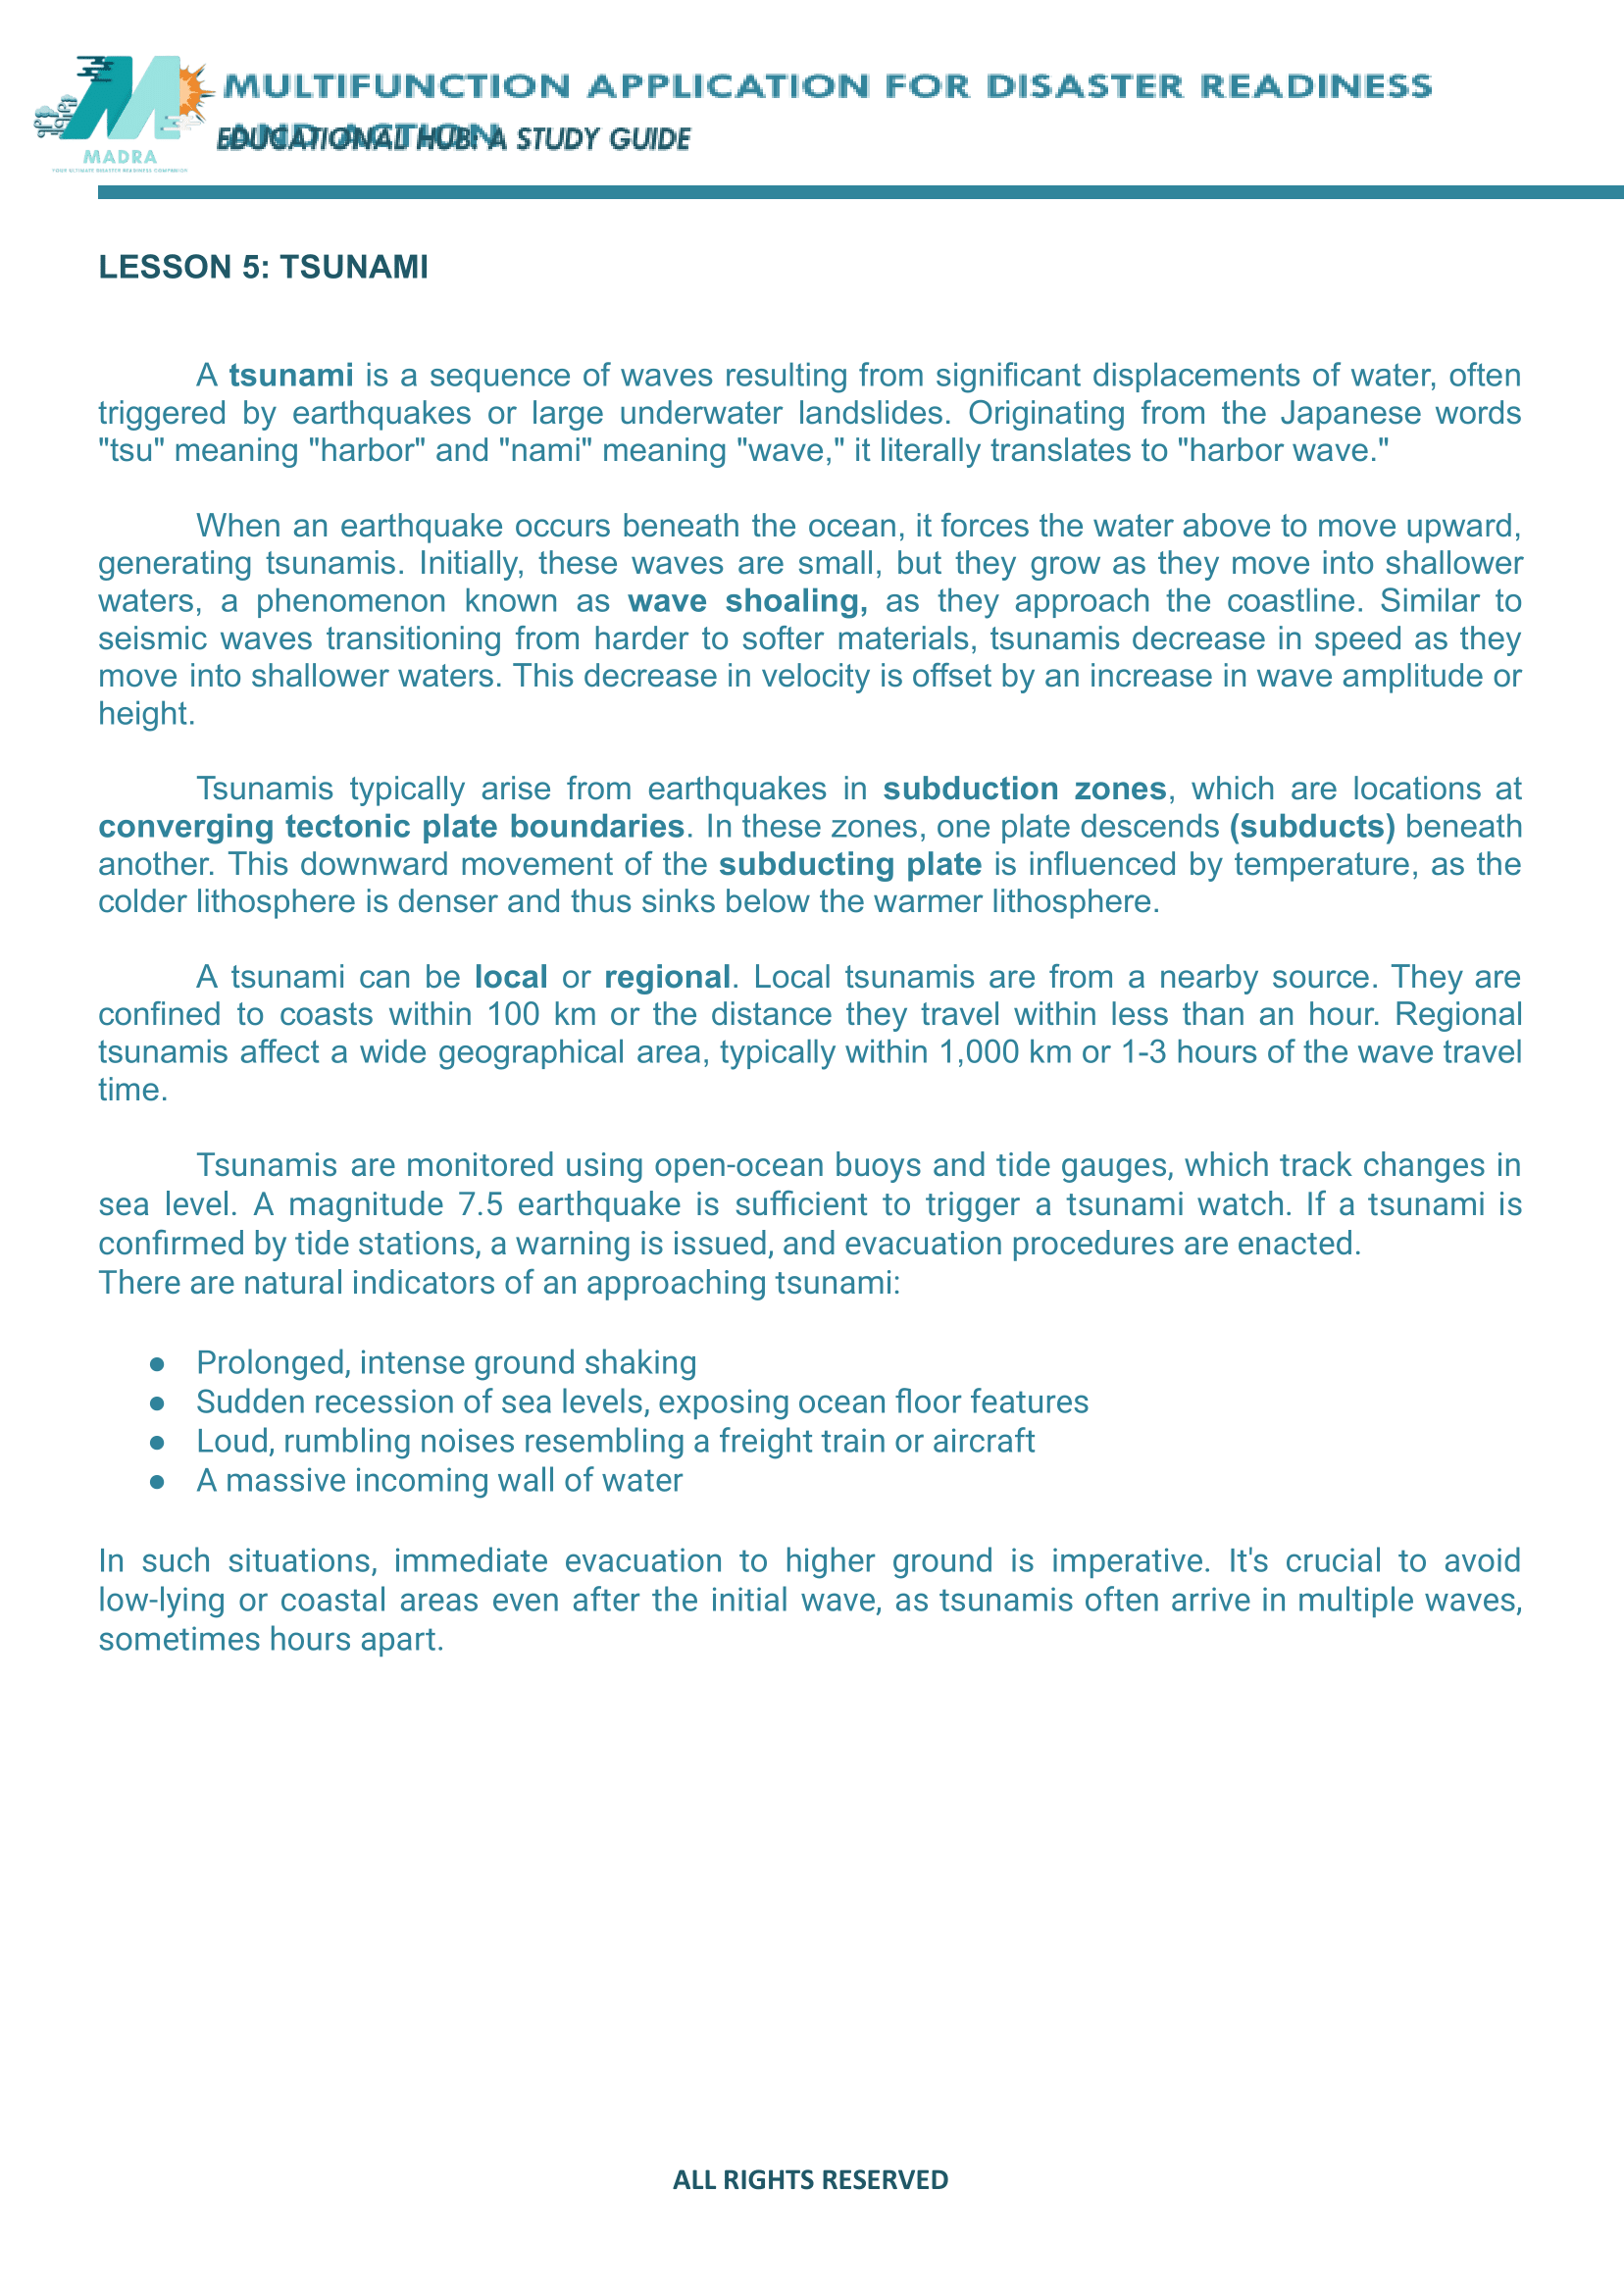 MULTIFUNCTION APPLICATION FOR DISASTER READINESS
AND ACTION
EDUCATIONAL HUB: A STUDY GUIDE
MADRA
YOUR ULTIMATE DISASTER READINESS COMPANION
LESSON 5: TSUNAMI
A tsunami is a sequence of waves resulting from significant displacements of water, often
triggered by earthquakes or large underwater landslides. Originating from the Japanese words
"tsu" meaning "harbor" and "nami" meaning "wave," it literally translates to "harbor wave."
When an earthquake occurs beneath the ocean, it forces the water above to move upward,
generating tsunamis. Initially, these waves are small, but they grow as they move into shallower
waters, a phenomenon known as wave shoaling, as they approach the coastline. Similar to
seismic waves transitioning from harder to softer materials, tsunamis decrease in speed as they
move into shallower waters. This decrease in velocity is offset by an increase in wave amplitude or
height.
Tsunamis typically arise from earthquakes in subduction zones, which are locations at
converging tectonic plate boundaries. In these zones, one plate descends (subducts) beneath
another. This downward movement of the subducting plate is influenced by temperature, as the
colder lithosphere is denser and thus sinks below the warmer lithosphere.
A tsunami can be local or regional. Local tsunamis are from a nearby source. They are
confined to coasts within 100 km or the distance they travel within less than an hour. Regional
tsunamis affect a wide geographical area, typically within 1,000 km or 1-3 hours of the wave travel
time.
Tsunamis are monitored using open-ocean buoys and tide gauges, which track changes in
sea level. A magnitude 7.5 earthquake is sufficient to trigger a tsunami watch. If a tsunami is
confirmed by tide stations, a warning is issued, and evacuation procedures are enacted.
There are natural indicators of an approaching tsunami:
● Prolonged, intense ground shaking
● Sudden recession of sea levels, exposing ocean floor features
● Loud, rumbling noises resembling a freight train or aircraft
● A massive incoming wall of water
In such situations, immediate evacuation to higher ground is imperative. It's crucial to avoid
low-lying or coastal areas even after the initial wave, as tsunamis often arrive in multiple waves,
sometimes hours apart.
ALL RIGHTS RESERVED